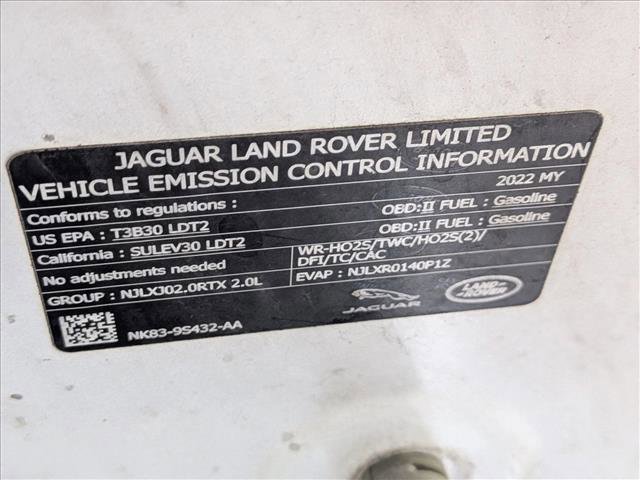 JAGUAR LAND ROVER LIMITED
VEHICLE EMISSION CONTROL INFORMATION
Conforms to regulations :
2022 MY
US EPA : T3B30 LDT2
OBD:II FUEL : Gasoline
California : SULEV30 LDT2
OBD:II FUEL : Gasoline
No adjustments needed
WR-HO2S/TWC/HO2S(2)/
DFI/TC/CAC
GROUP : NJLXJ02.0RTX 2.0L
EVAP : NJLXR0140P1Z
NK83-9S432-AA
JAGUAR
LAND-
ROVER